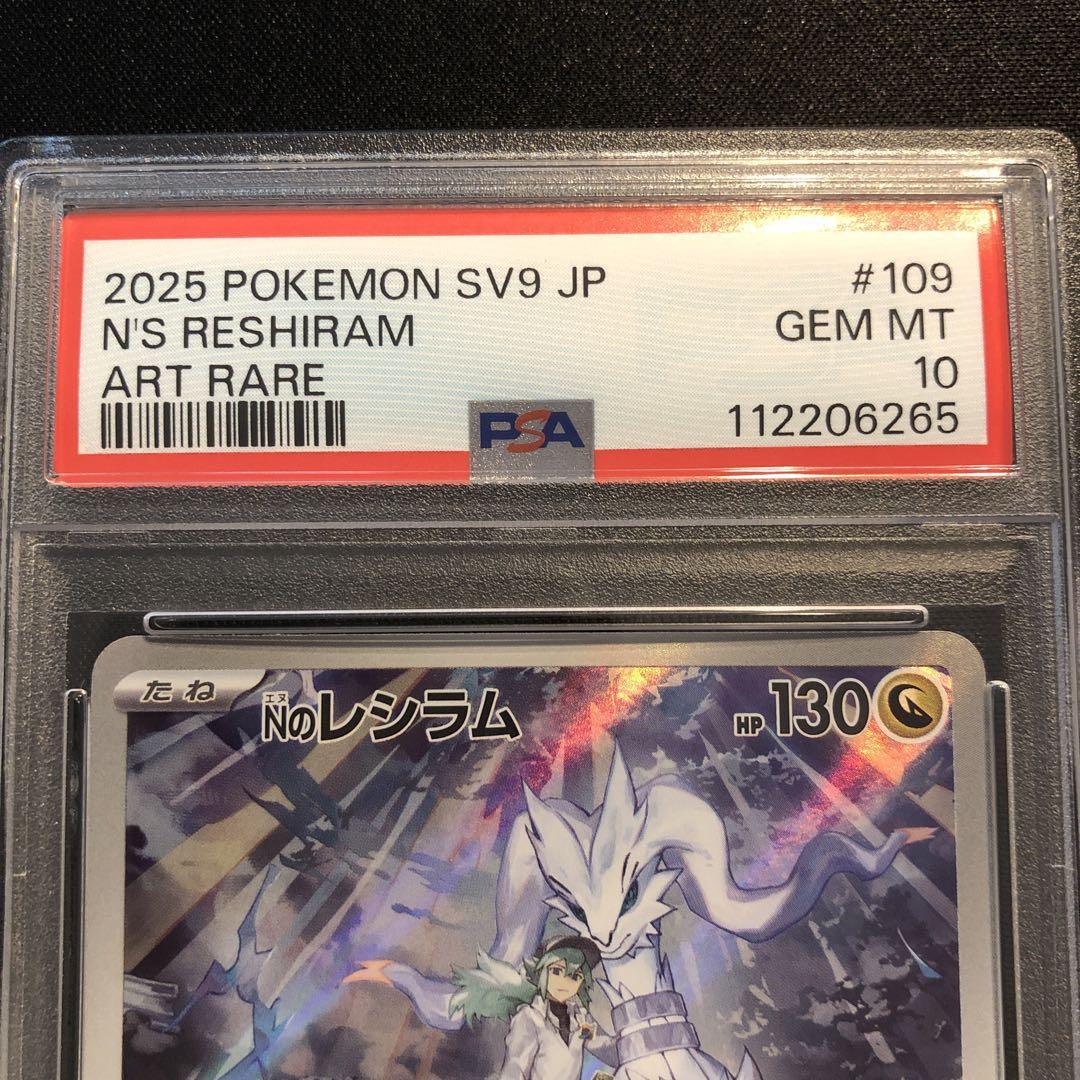 2025 POKEMON SV9 JP
#109
N'S RESHIRAM
GEM MT
ART RARE
10
PSA
112206265
たね
エヌ
Nのレシラム
HP 130